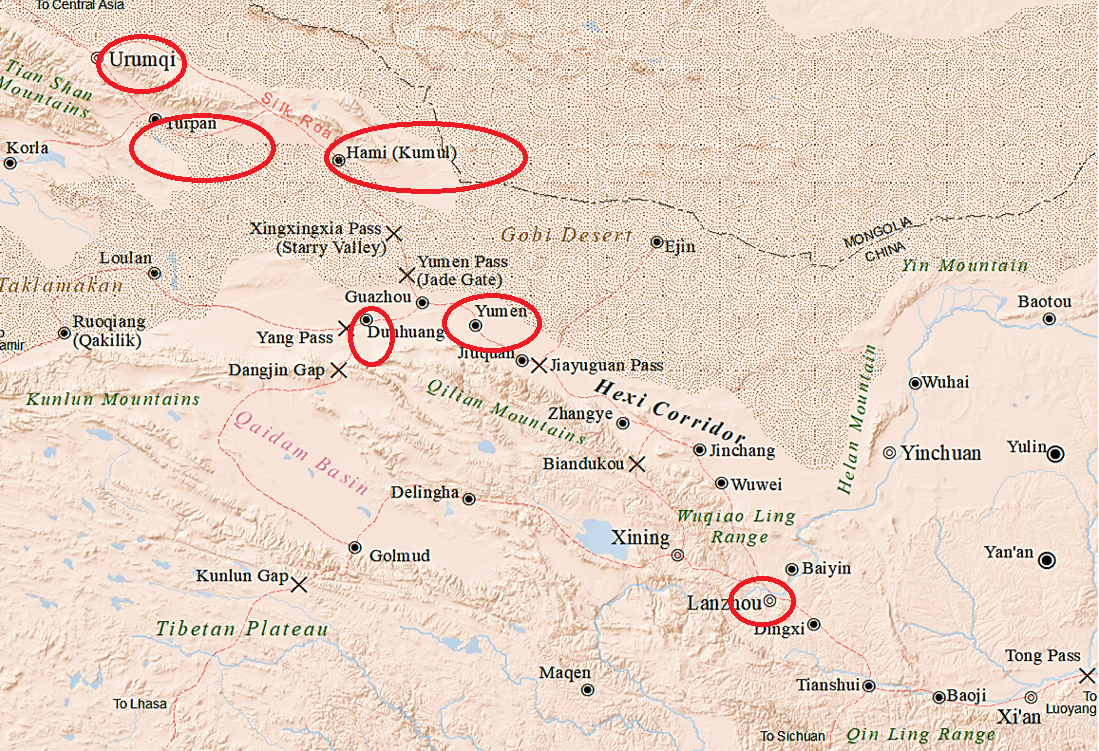 To Central Asia
Urumqi
Tian Shan
Mountains
Silk Roa
Turpan
Korla
Hami (Kumul)
Xingxingxia Pass
(Starry Valley)
Gobi Desert
Ejin
MONGOLIA
CHINA
Yin Mountain
Loulan
Yumen Pass
(Jade Gate)
Taklamakan
Guazhou
Baotou
Ruoqiang
(Qakilik)
Yumen
Dunhuang
Yang Pass
amir
Jiuquan
Jiayuguan Pass
Dangjin Gap
Hexi Corridor
Helan Mountain
Wuhai
Kunlun Mountains
Qilian Mountains
Zhangye
Qaidam Basin
Jinchang
Yinchuan
Yulin
Biandukou
Wuwei
Delingha
Wuqiao Ling
Range
Xining
Golmud
Yan'an
Baiyin
Kunlun Gap
Lanzhou
Dingxi
Tibetan Plateau
Tong Pass
Maqen
Tianshui
Baoji
To
Luoyang
To Lhasa
Xi'an
To Sichuan
Qin Ling Range